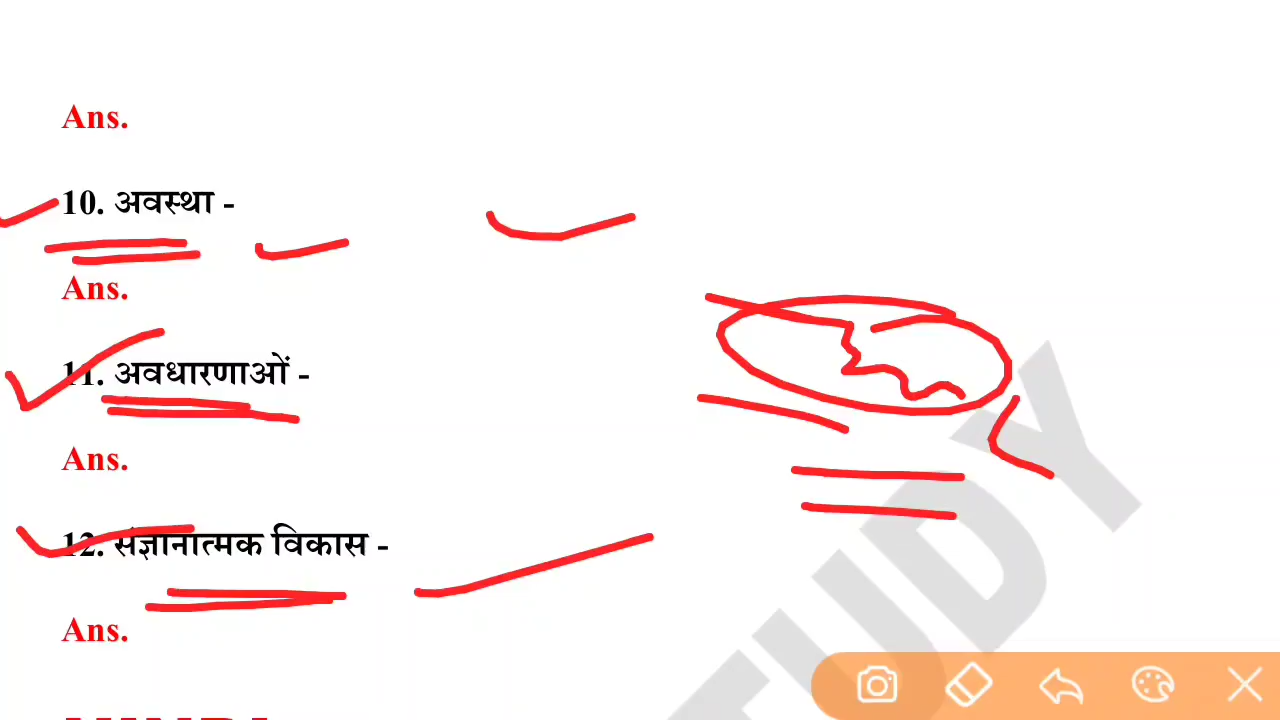 Ans.
10. अवस्था -
Ans.
11. अवधारणाओं -
Ans.
12. संज्ञानात्मक विकास -
Ans.